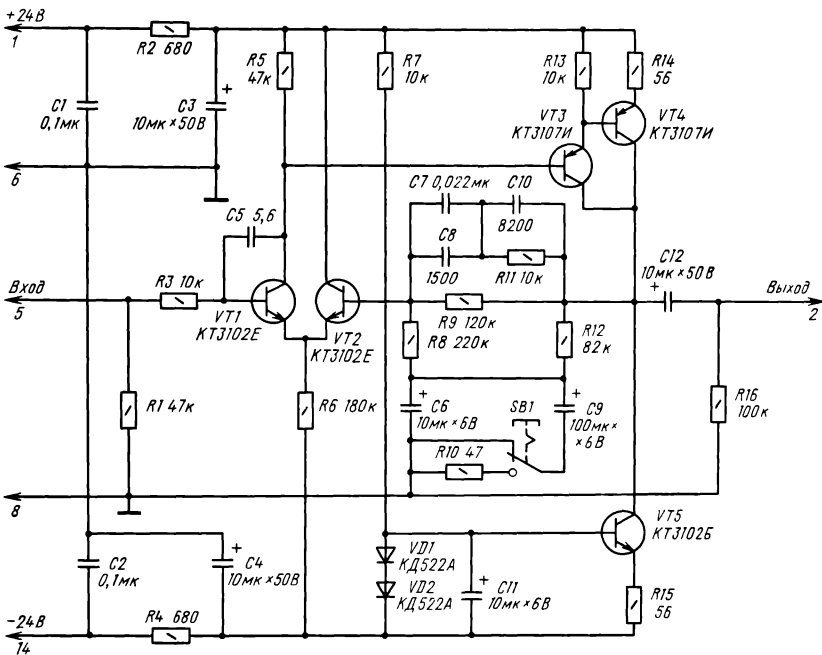 +24В
1
R2 680
R5
47к
R7
10к
R13
10к
R14
56
C1
0,1мк
C3
+
10мк×50В
VT3
КТ3107И
VT4
КТ3107И
6
C7 0,022мк
C10
8200
C5 5,6
C8
1500
R11 10к
C12
10мк×50В
+
Вход
5
R3 10к
VT1
КТ3102Е
VT2
КТ3102Е
R9 120к
R8 220к
R12
82к
Выход
2
R1 47к
R6 180к
+
C6
10мк×6В
SB1
+
C9
100мк×
×6В
R16
100к
R10 47
8
VT5
КТ3102Б
C2
0,1мк
+
C4
10мк×50В
VD1
КД522А
VD2
КД522А
+
C11
10мк×6В
R15
56
-24В
14
R4 680